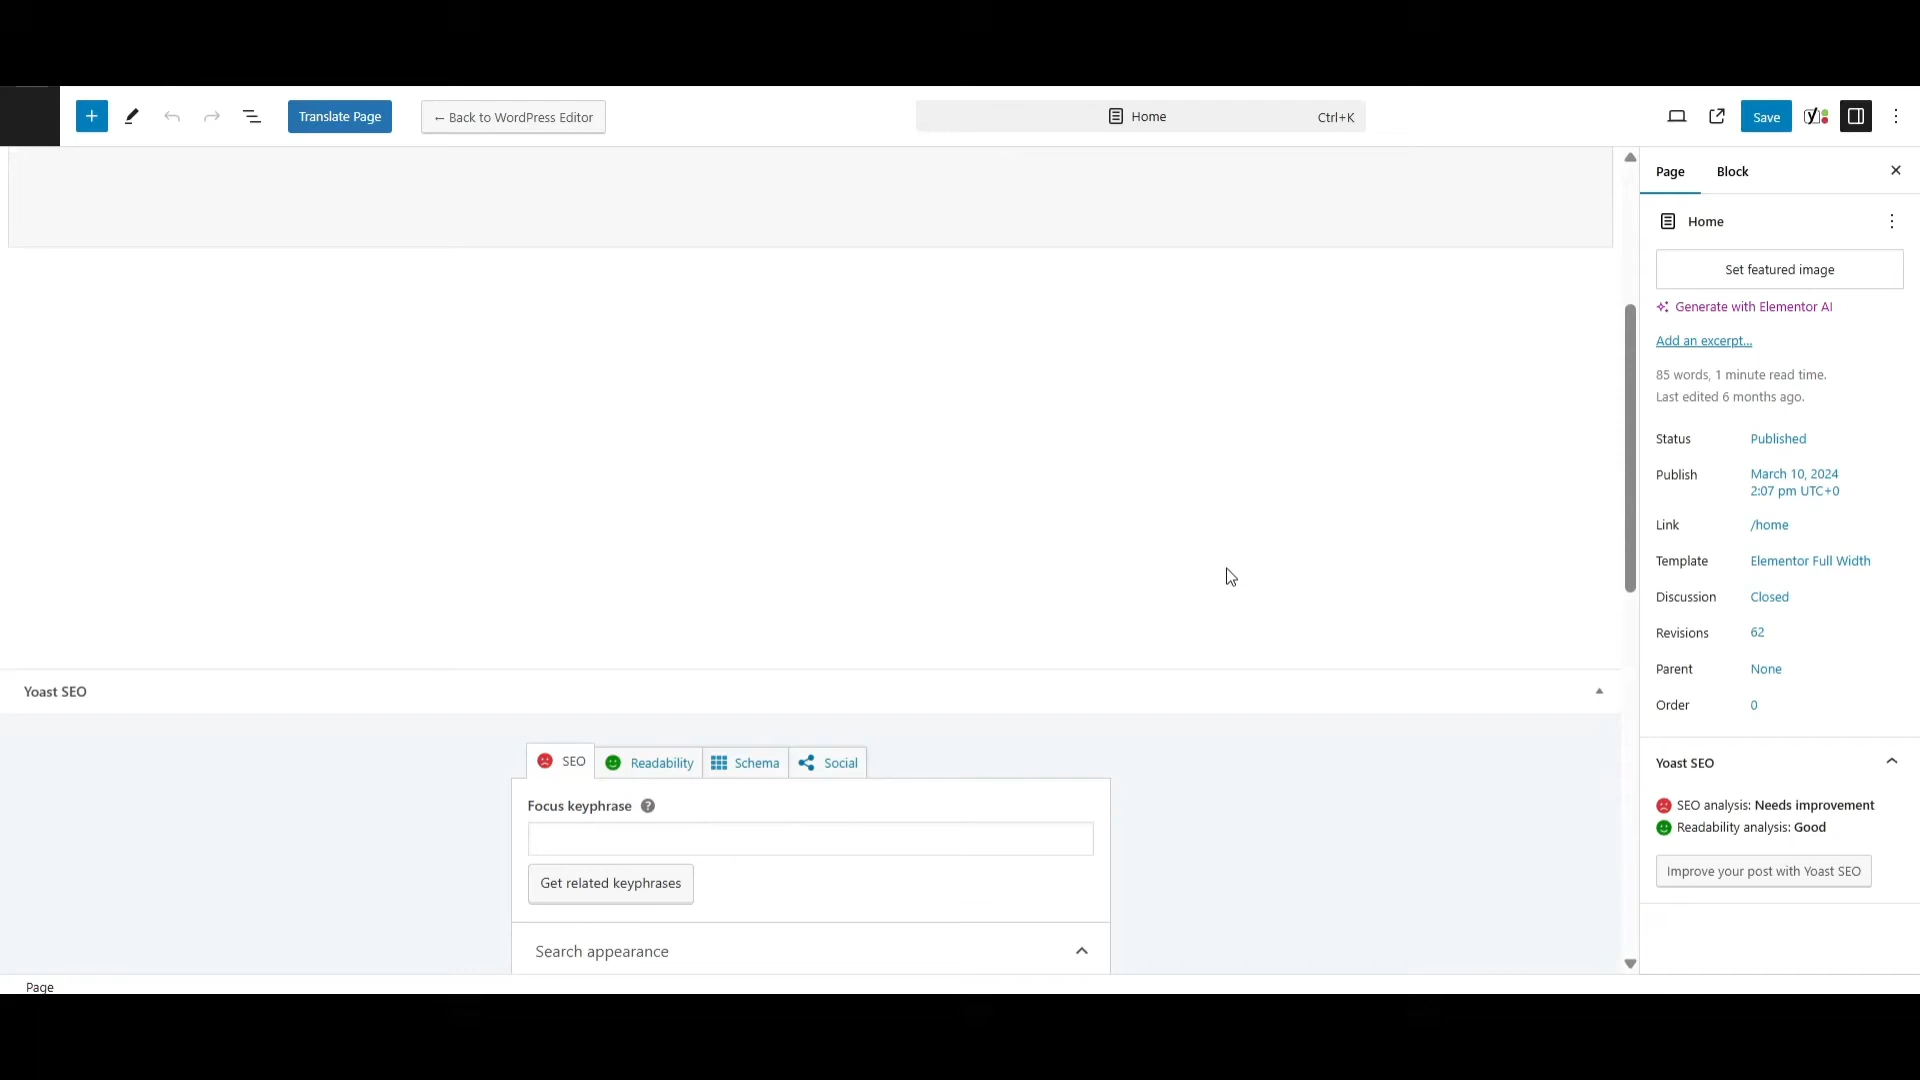 Translate Page
← Back to WordPress Editor
Home
Ctrl+K
Save
Page
Block
Home
Set featured image
Generate with Elementor AI
Add an excerpt...
85 words, 1 minute read time.
Last edited 6 months ago.
Status
Published
Publish
March 10, 2024
2:07 pm UTC+0
Link
/home
Template
Elementor Full Width
Discussion
Closed
Revisions
62
Parent
None
Order
0
Yoast SEO
SEO analysis: Needs improvement
Readability analysis: Good
Improve your post with Yoast SEO
Yoast SEO
SEO
Readability
Schema
Social
Focus keyphrase
Get related keyphrases
Search appearance
Page